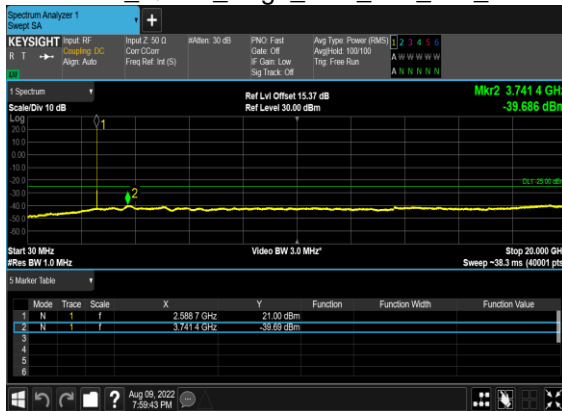 Spectrum Analyzer 1
Swept SA
+
KEYSIGHT Input: RF Input Z: 50 Ω #Atten: 30 dB PNO: Fast Avg Type: Power (RMS) 1 2 3 4 5 6
R T Coupling: DC Corr CCorr Gate: Off Avg|Hold: 100/100 A W W W W W
Align: Auto Freq Ref: Int (S) IF Gain: Low Trig: Free Run
LXI Sig Track: Off A N N N N N
1 Spectrum Ref Lvl Offset 15.37 dB Mkr2 3.741 4 GHz
Scale/Div 10 dB Ref Level 30.00 dBm -39.686 dBm
Log
20.0
1
10.0
0.00
-10.0
-20.0
DL1 -25.00 dBm
-30.0
2
-40.0
-50.0
-60.0
Start 30 MHz Video BW 3.0 MHz* Stop 20.000 GHz
#Res BW 1.0 MHz Sweep ~38.3 ms (40001 pts)
5 Marker Table
Mode Trace Scale X Y Function Function Width Function Value
1 N 1 f 2.588 7 GHz 21.00 dBm
2 N 1 f 3.741 4 GHz -39.69 dBm
3
4
5
6
? Aug 09, 2022
7:59:43 PM